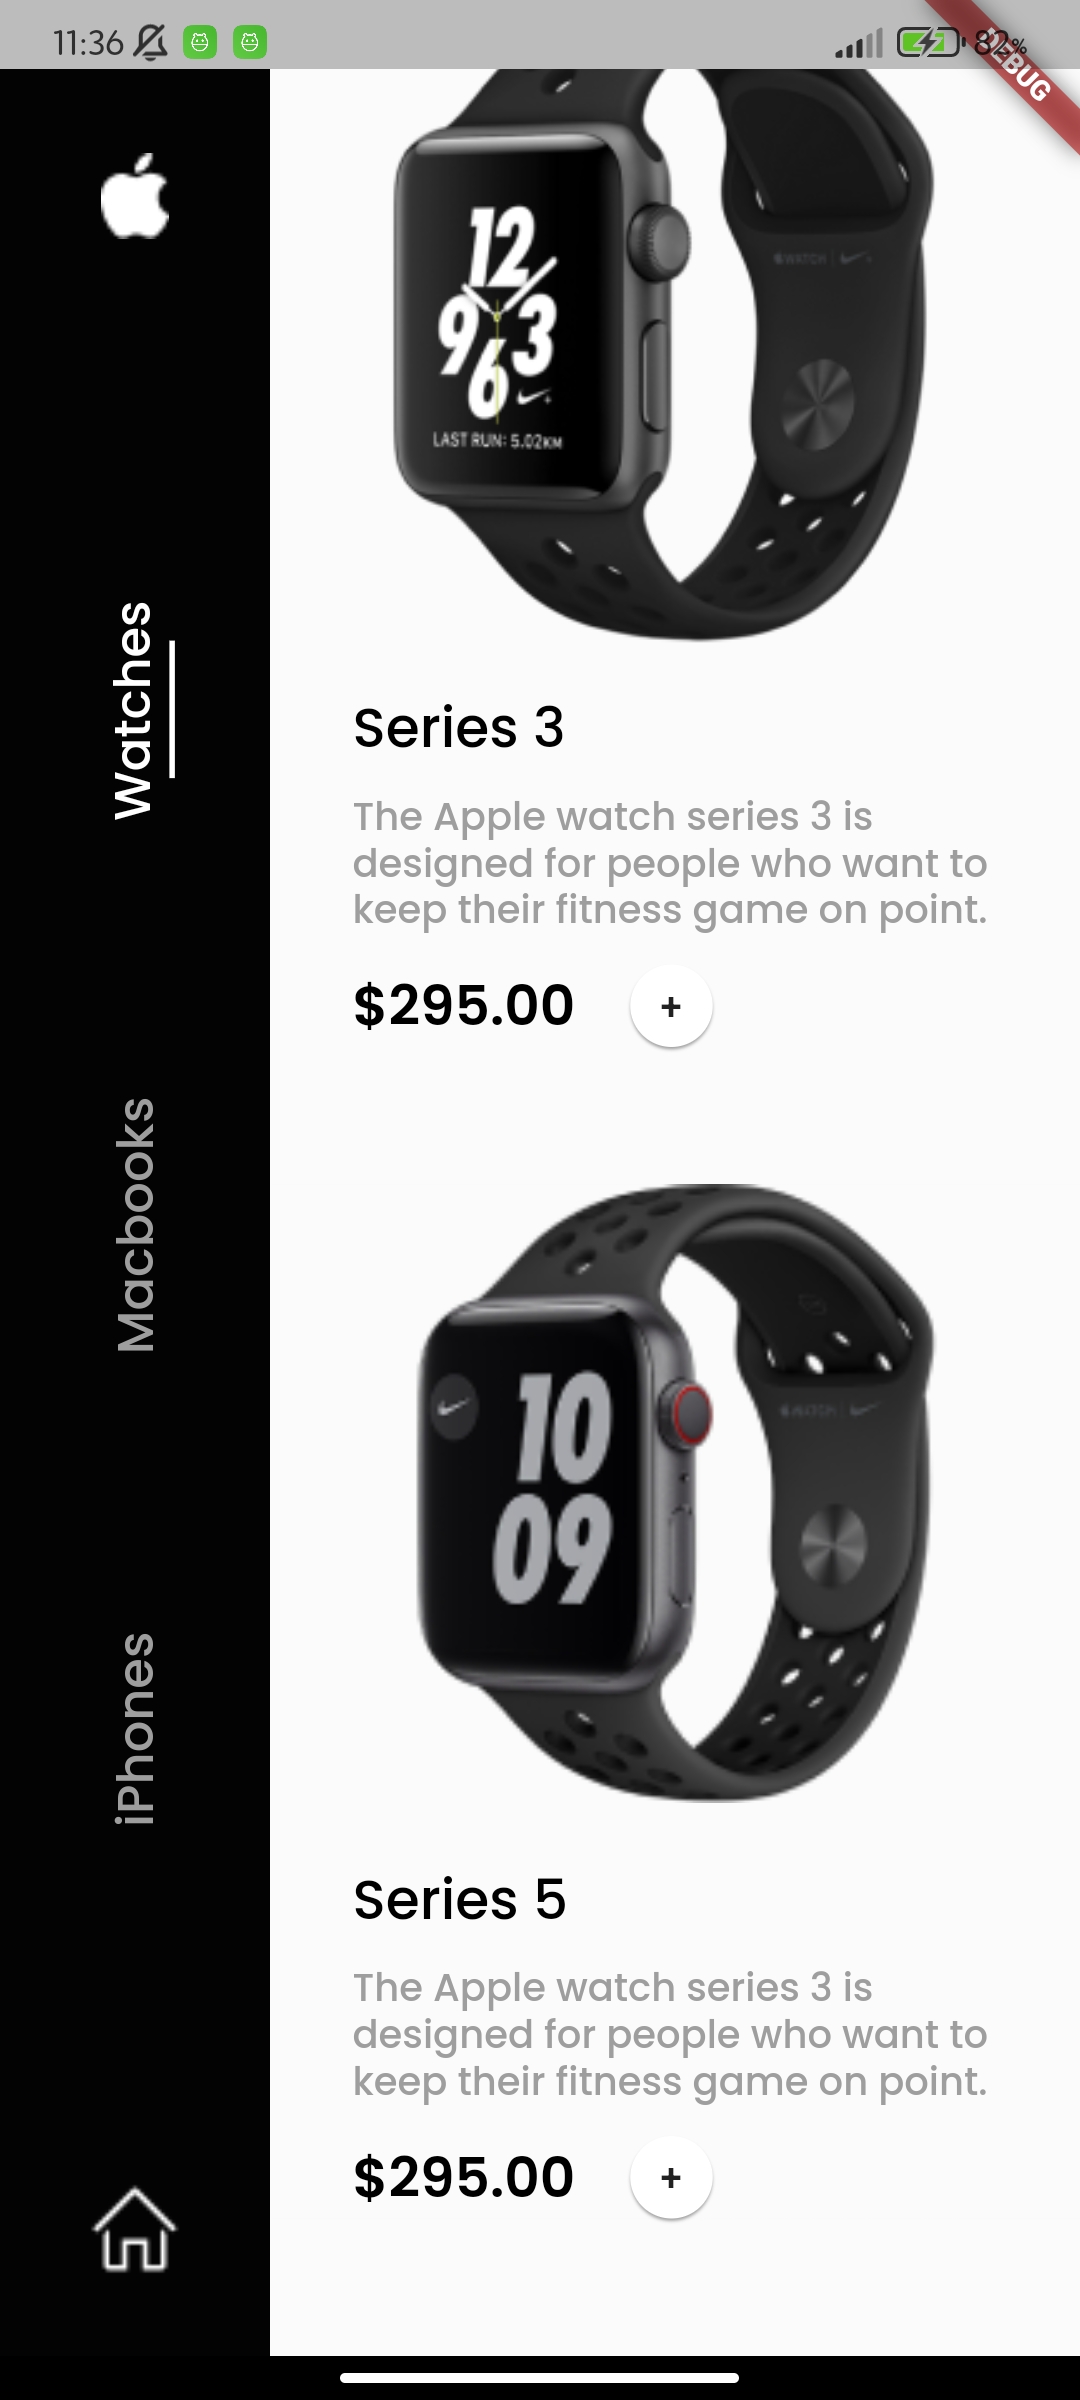 11:36
82%
DEBUG
Watches
Macbooks
iPhones
12
9 3
6
LAST RUN: 5.02KM
WATCH
Series 3
The Apple watch series 3 is
designed for people who want to
keep their fitness game on point.
$295.00 +
10
09
WATCH
Series 5
The Apple watch series 3 is
designed for people who want to
keep their fitness game on point.
$295.00 +